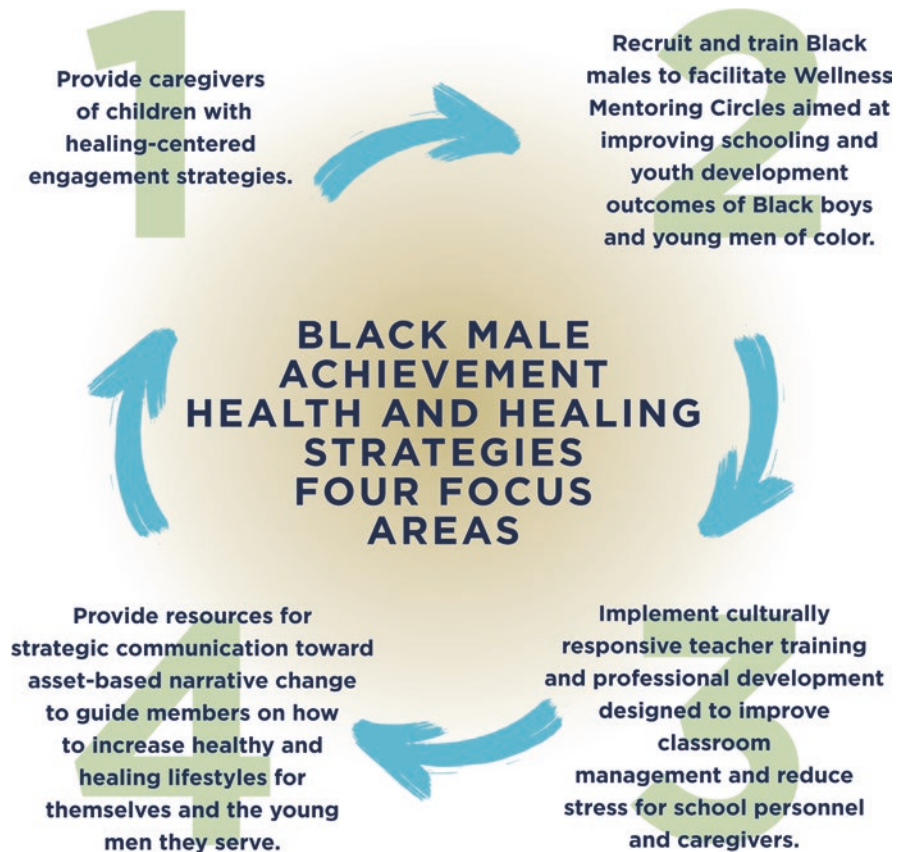 1
Provide caregivers
of children with
healing-centered
engagement strategies.
2
Recruit and train Black
males to facilitate Wellness
Mentoring Circles aimed at
improving schooling and
youth development
outcomes of Black boys
and young men of color.
BLACK MALE
ACHIEVEMENT
HEALTH AND HEALING
STRATEGIES
FOUR FOCUS
AREAS
3
Implement culturally
responsive teacher training
and professional development
designed to improve
classroom
management and reduce
stress for school personnel
and caregivers.
4
Provide resources for
strategic communication toward
asset-based narrative change
to guide members on how
to increase healthy and
healing lifestyles for
themselves and the young
men they serve.